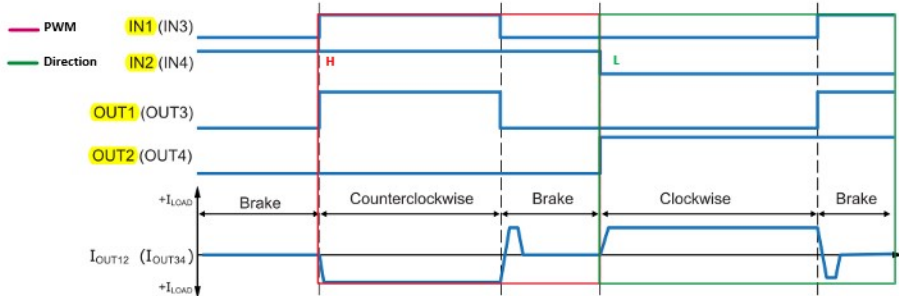 PWM
IN1 (IN3)
Direction
IN2 (IN4)
H
L
OUT1 (OUT3)
OUT2 (OUT4)
+ILOAD
Brake
Counterclockwise
Brake
Clockwise
Brake
IOUT12 (IOUT34)
+ILOAD